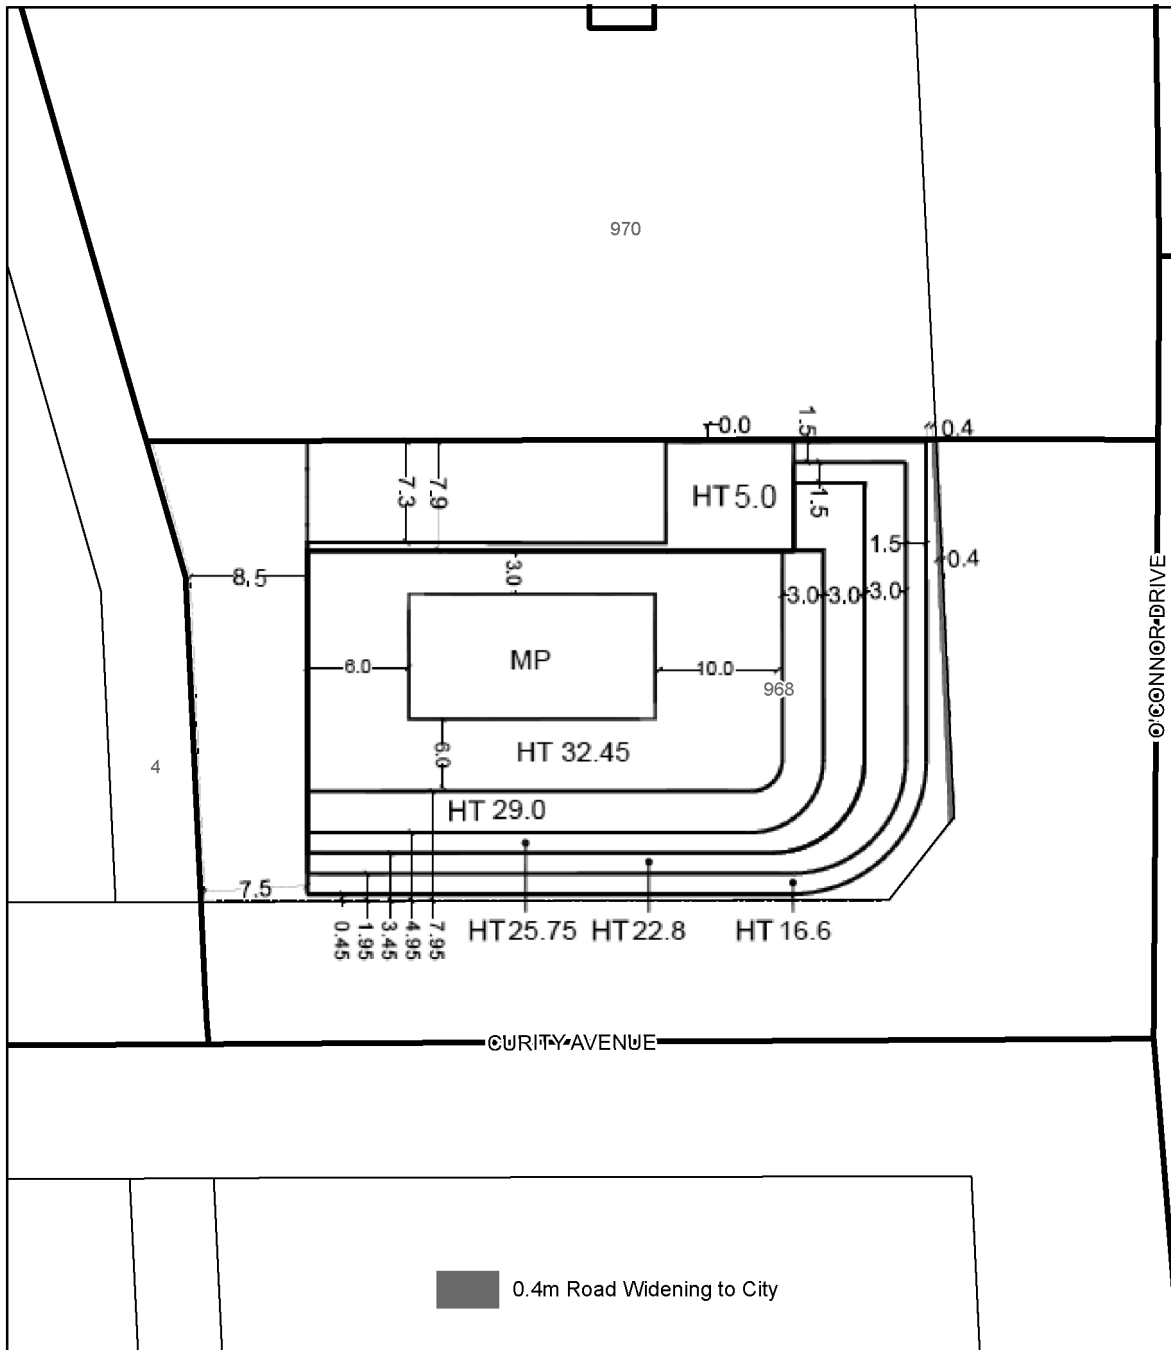 970
0.0
1.5
0.4
7.3
7.9
HT 5.0
1.5
1.5
0.4
8.5
3.0
3.0
3.0
3.0
MP
6.0
10.0
968
6.0
HT 32.45
4
HT 29.0
7.5
0.45
1.95
3.45
4.95
7.95
HT 25.75
HT 22.8
HT 16.6
O'CONNOR DRIVE
CURITY AVENUE
0.4m Road Widening to City